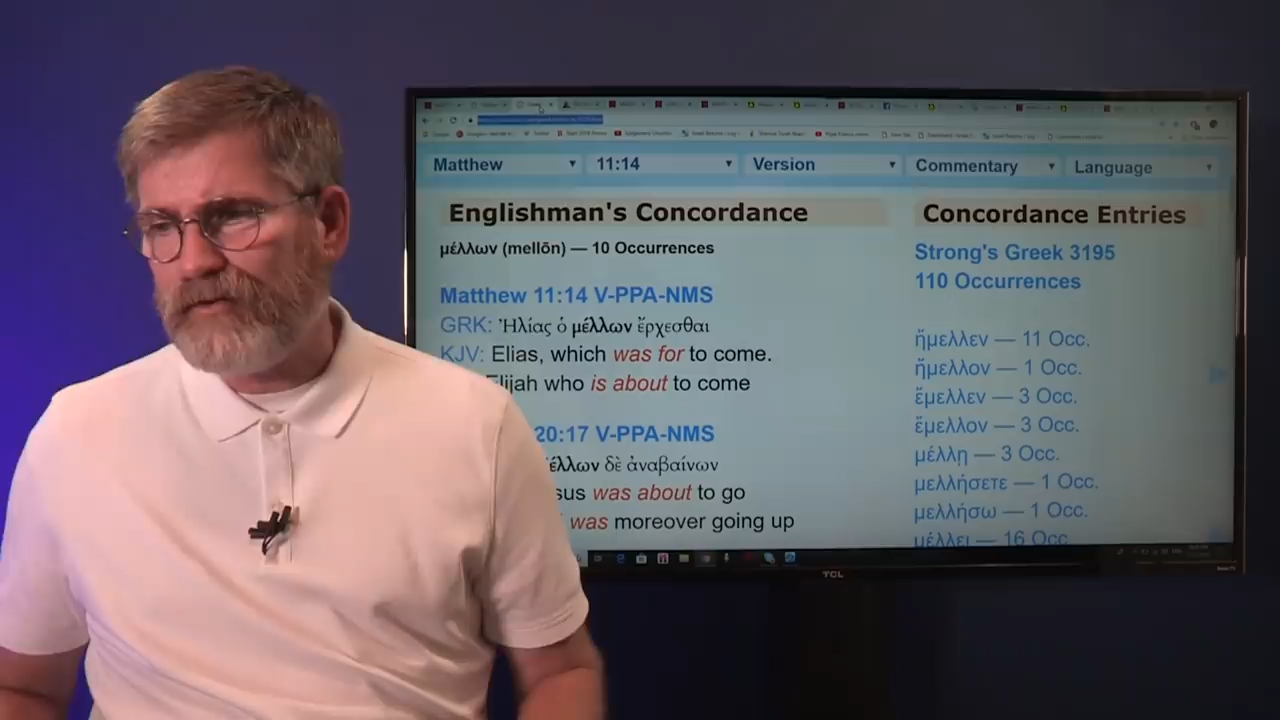 Matthew 11:14 Version Commentary Language
Englishman's Concordance
μέλλων (mellōn) — 10 Occurrences
Matthew 11:14 V-PPA-NMS
GRK: Ἠλίας ὁ μέλλων ἔρχεσθαι
KJV: Elias, which was for to come.
Elijah who is about to come
20:17 V-PPA-NMS
έλλων δὲ ἀναβαίνων
sus was about to go
was moreover going up
Concordance Entries
Strong's Greek 3195
110 Occurrences
ἤμελλεν — 11 Occ.
ἤμελλον — 1 Occ.
ἔμελλεν — 3 Occ.
ἔμελλον — 3 Occ.
μέλλῃ — 3 Occ.
μελλήσετε — 1 Occ.
μελλήσω — 1 Occ.
μέλλει — 16 Occ.
TCL